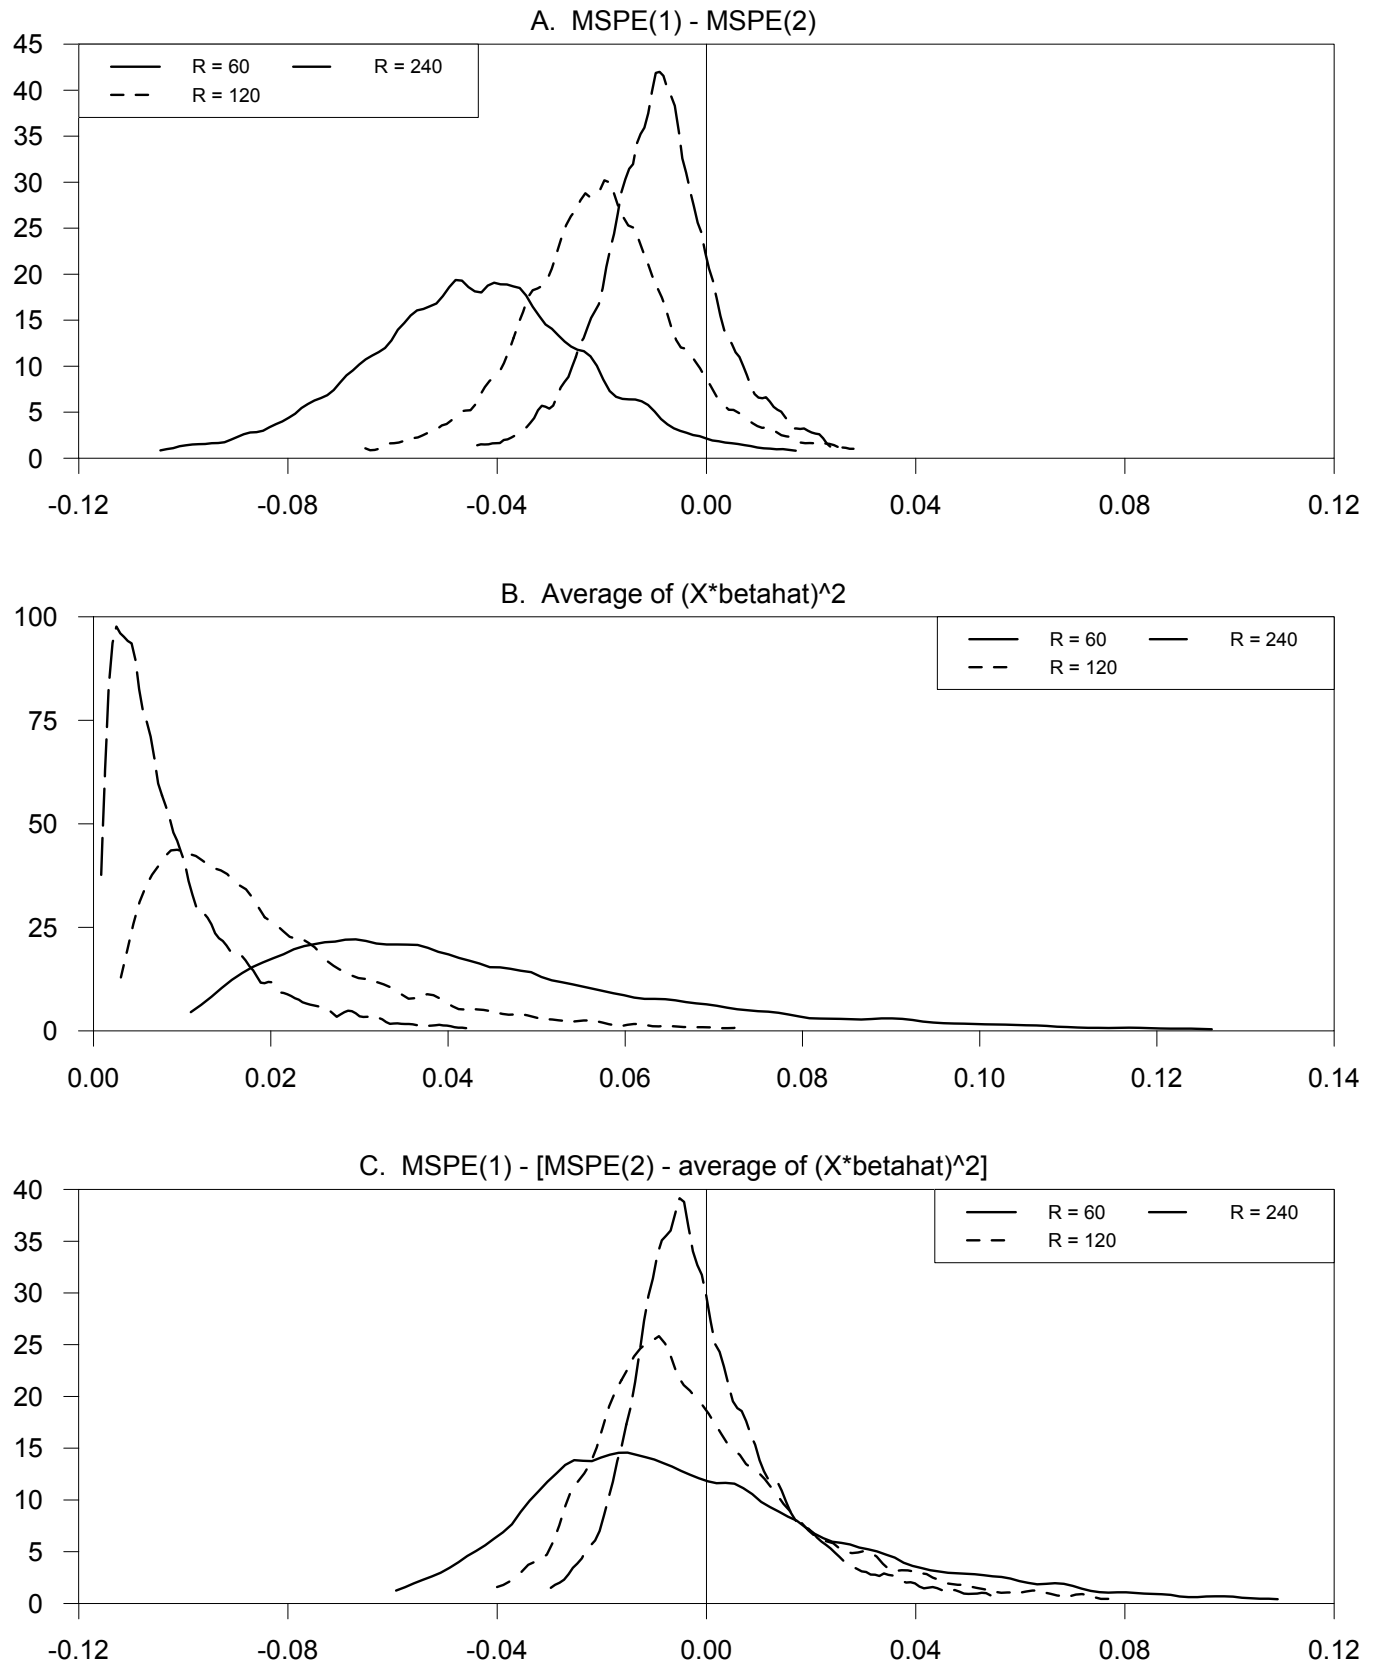 A. MSPE(1) - MSPE(2)
R = 60 R = 240
R = 120
45
40
35
30
25
20
15
10
5
0
-0.12 -0.08 -0.04 0.00 0.04 0.08 0.12
B. Average of (X*betahat)^2
R = 60 R = 240
R = 120
100
75
50
25
0
0.00 0.02 0.04 0.06 0.08 0.10 0.12 0.14
C. MSPE(1) - [MSPE(2) - average of (X*betahat)^2]
R = 60 R = 240
R = 120
40
35
30
25
20
15
10
5
0
-0.12 -0.08 -0.04 0.00 0.04 0.08 0.12